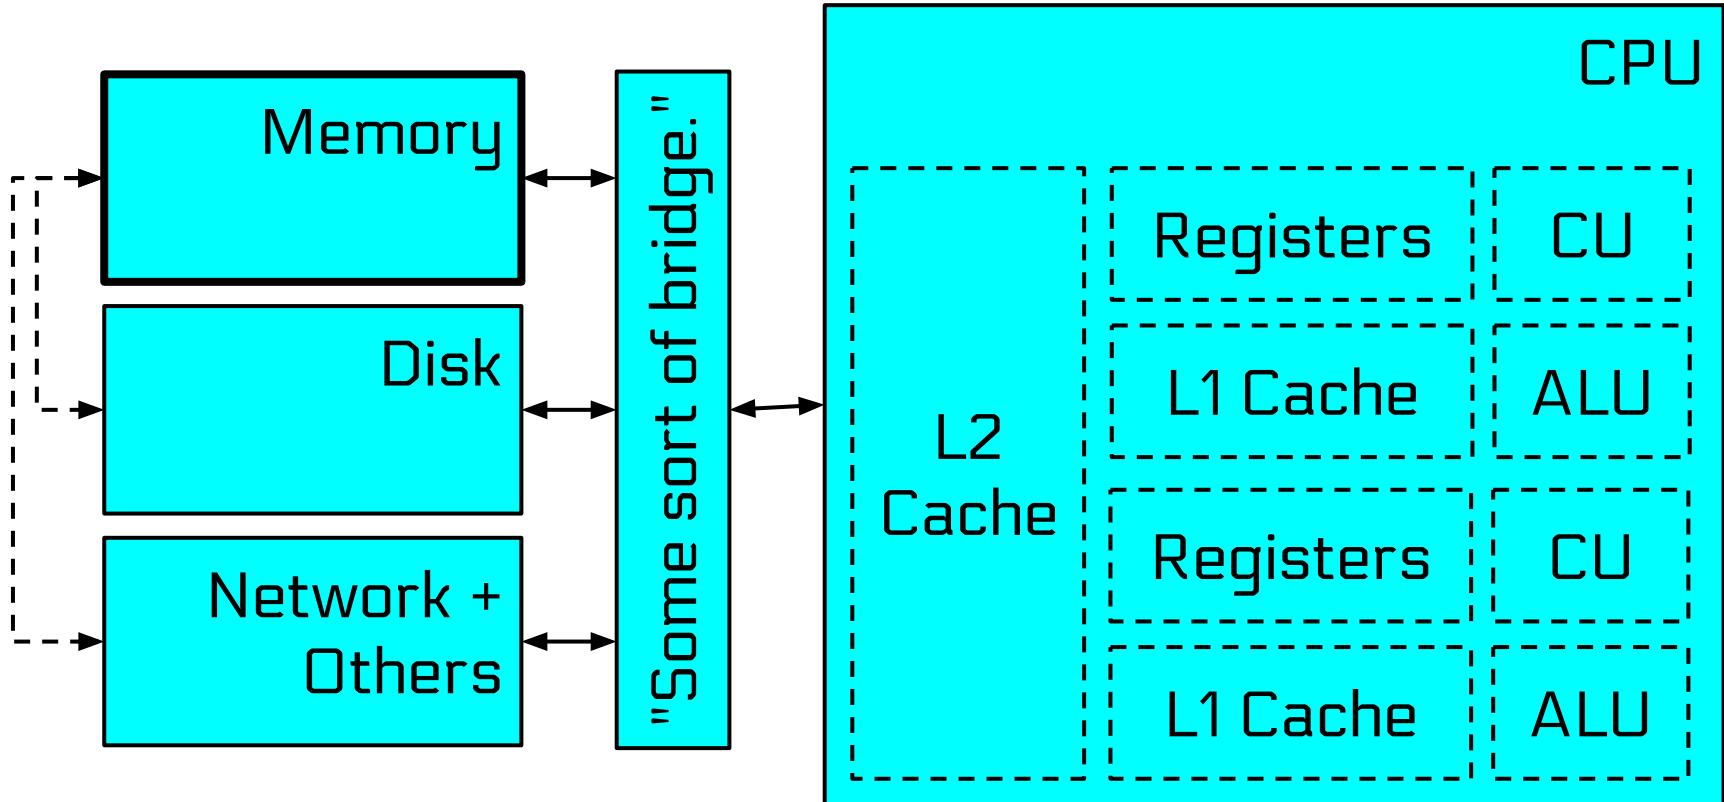 Memory
Disk
Network +
Others
"Some sort of bridge."
CPU
L2
Cache
Registers
CU
L1 Cache
ALU
Registers
CU
L1 Cache
ALU